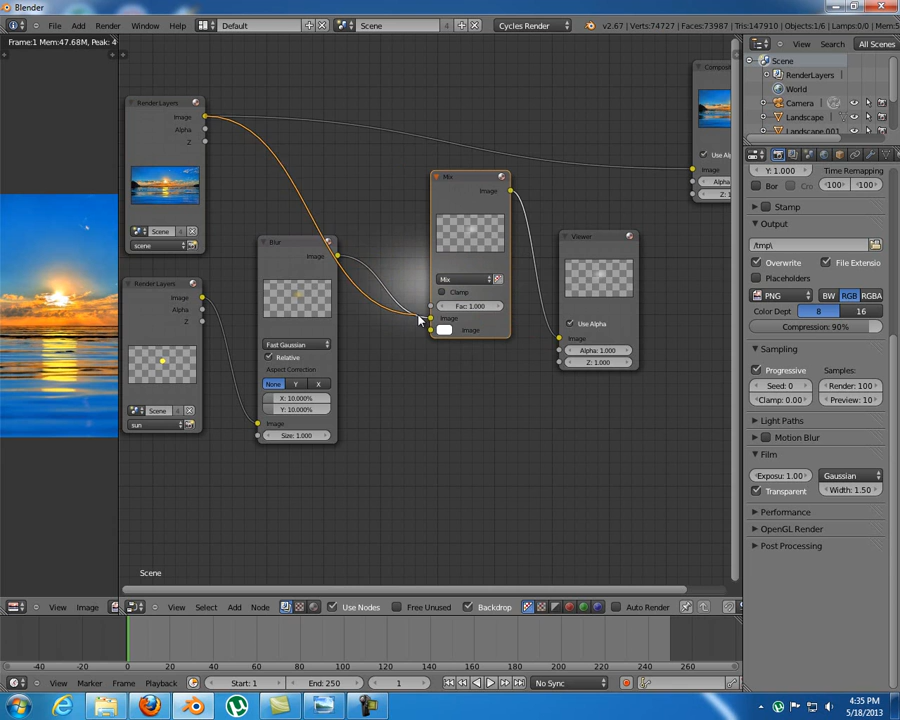 Blender
File Add Render Window Help Default Scene Cycles Render v2.67 | Verts:74727 | Faces:73987 | Tris:147910 | Objects:1/6 | Lamps:0/0 |
Frame:1 Mem:47.68M, Peak: 4
View Search All Scenes
Scene
RenderLayers
World
Camera
Landscape
Landscape.001
RenderLayers
Image
Alpha
Z
Scene 4
scene
RenderLayers
Image
Alpha
Z
Scene 4
sun
Blur
Image
Fast Gaussian
Relative
Aspect Correction
None Y X
X: 10.000%
Y: 10.000%
Image
Size: 1.000
Mix
Image
Mix
Clamp
Fac: 1.000
Image
Image
Viewer
Use Alpha
Image
Alpha: 1.000
Z: 1.000
Image
Scene
Y: 1.000 Time Remapping
Bor Cro 100 100
Stamp
Output
/tmp\
Overwrite File Extensio
Placeholders
PNG BW RGB RGBA
Color Dept 8 16
Compression: 90%
Sampling
Progressive Samples:
Seed: 0 Render: 100
Clamp: 0.00 Preview: 10
Light Paths
Motion Blur
Film
Exposu: 1.00 Gaussian
Transparent Width: 1.50
Performance
OpenGL Render
Post Processing
View Image View Select Add Node Use Nodes Free Unused Backdrop Auto Render
-40 -20 0 20 40 60 80 100 120 140 160 180 200 220 240 260
View Marker Frame Playback Start: 1 End: 250 1 No Sync
4:35 PM
5/18/2013